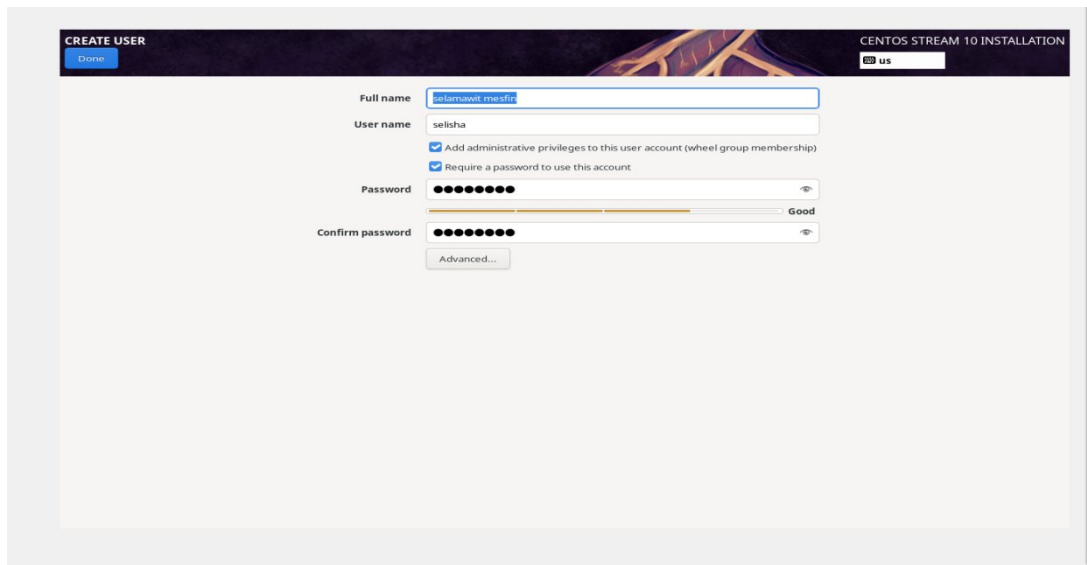 CREATE USER
CENTOS STREAM 10 INSTALLATION
Done
us
Full name
selamawit mesfin
User name
selisha
Add administrative privileges to this user account (wheel group membership)
Require a password to use this account
Password
●●●●●●●●
Good
Confirm password
●●●●●●●●
Advanced...